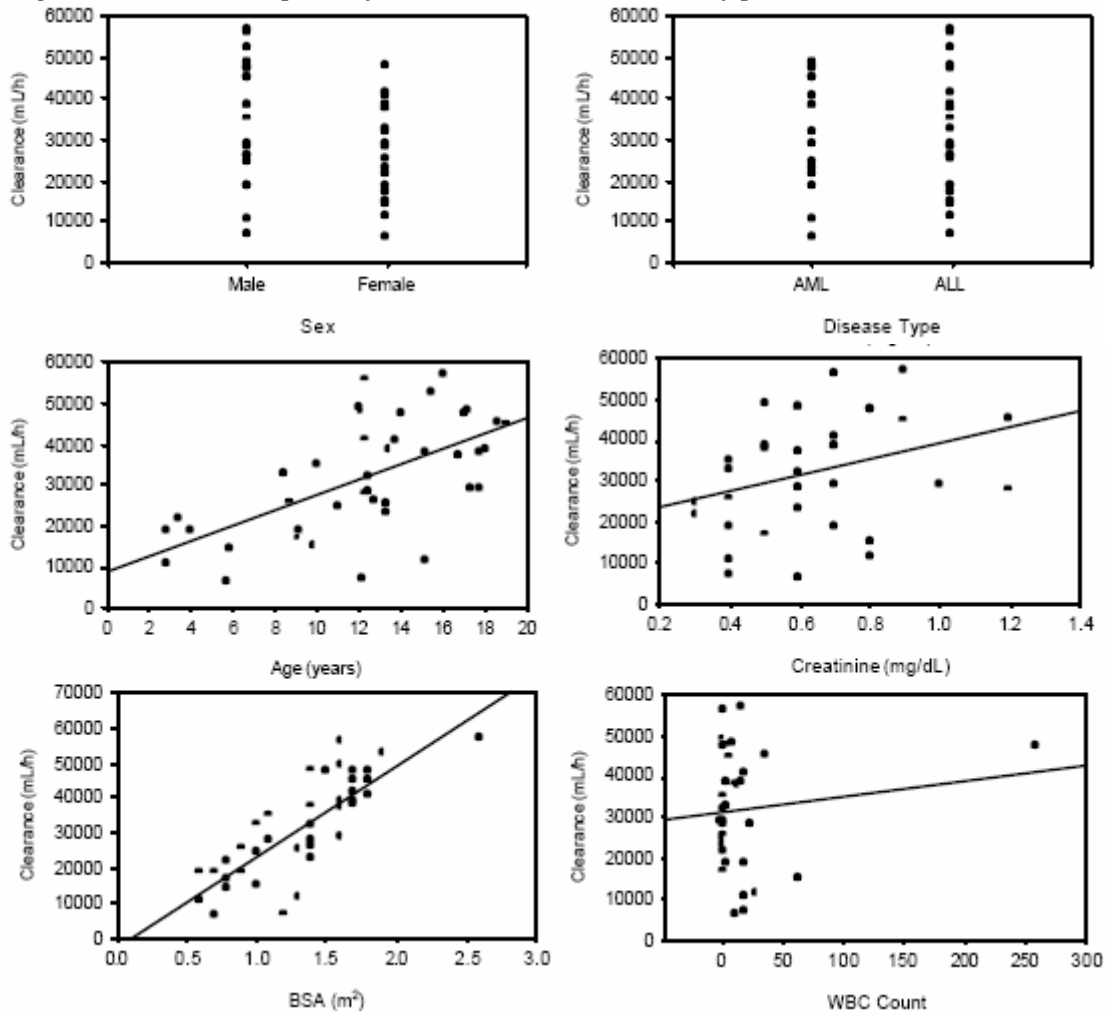 60000
50000
40000
30000
20000
10000
0
Clearance (mL/h)
Male Female
Sex
60000
50000
40000
30000
20000
10000
0
Clearance (mL/h)
AML ALL
Disease Type
60000
50000
40000
30000
20000
10000
0
Clearance (mL/h)
0 2 4 6 8 10 12 14 16 18 20
Age (years)
60000
50000
40000
30000
20000
10000
0
Clearance (mL/h)
0.2 0.4 0.6 0.8 1.0 1.2 1.4
Creatinine (mg/dL)
70000
60000
50000
40000
30000
20000
10000
0
Clearance (mL/h)
0.0 0.5 1.0 1.5 2.0 2.5 3.0
BSA (m²)
60000
50000
40000
30000
20000
10000
0
Clearance (mL/h)
0 50 100 150 200 250 300
WBC Count